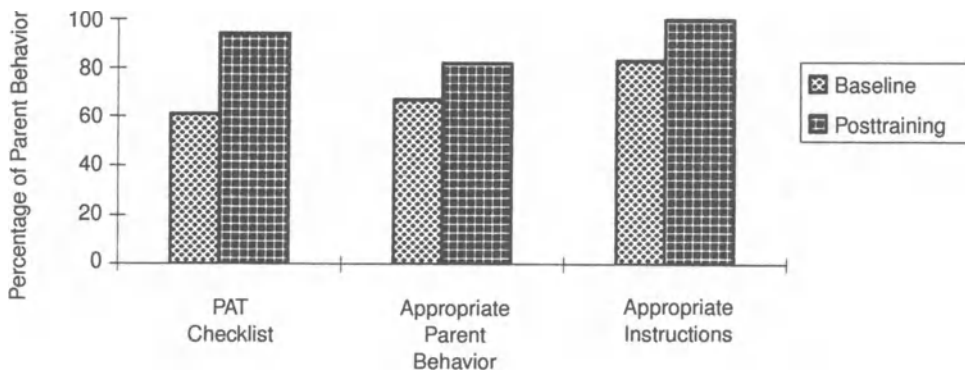 Percentage of Parent Behavior
100
80
60
40
20
0
PAT
Checklist
Appropriate
Parent
Behavior
Appropriate
Instructions
Baseline
Posttraining